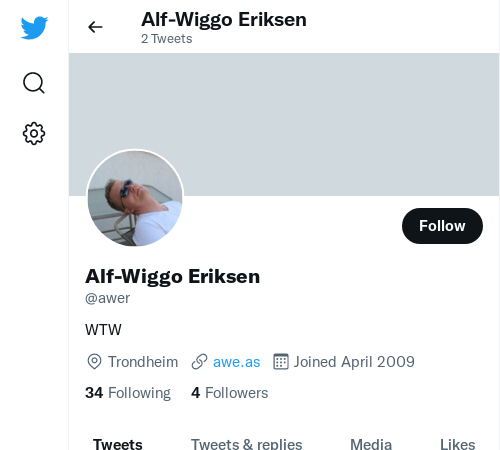 Alf-Wiggo Eriksen
2 Tweets
Follow
Alf-Wiggo Eriksen
@awer
WTW
Trondheim awe.as Joined April 2009
34 Following 4 Followers
Tweets Tweets & replies Media Likes